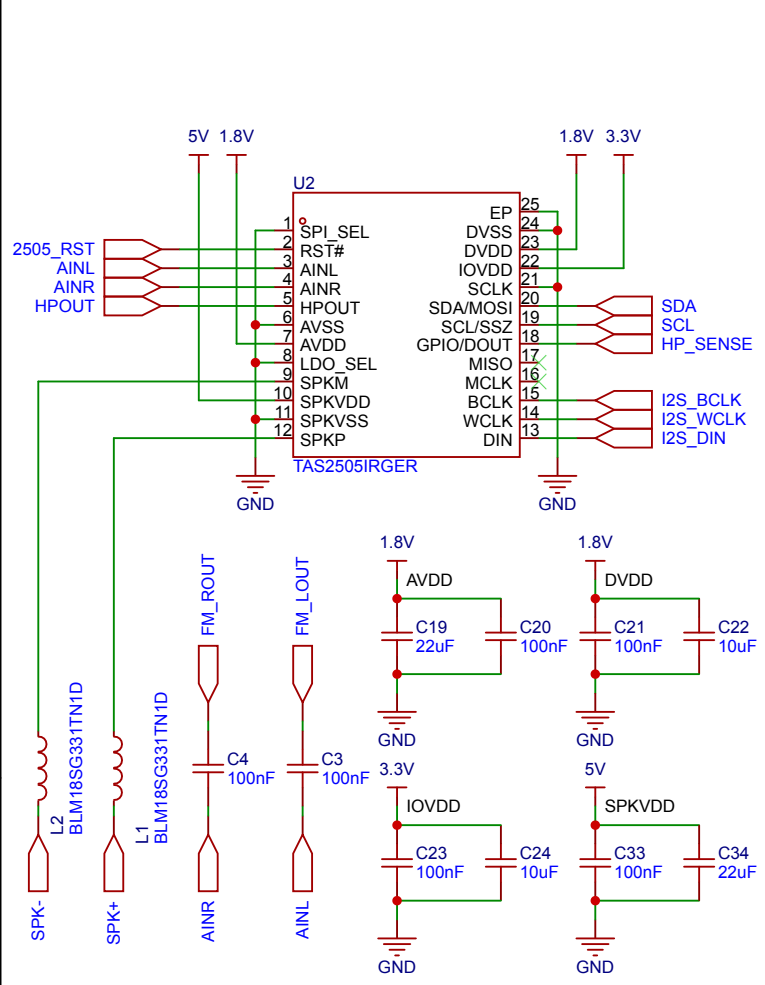 5V 1.8V
1.8V 3.3V
U2
1 SPI_SEL
2 RST#
3 AINL
4 AINR
5 HPOUT
6 AVSS
7 AVDD
8 LDO_SEL
9 SPKM
10 SPKVDD
11 SPKVSS
12 SPKP
EP 25
DVSS 24
DVDD 23
IOVDD 22
SCLK 21
SDA/MOSI 20
SCL/SSZ 19
GPIO/DOUT 18
MISO 17
MCLK 16
BCLK 15
WCLK 14
DIN 13
TAS2505IRGER
2505_RST
AINL
AINR
HPOUT
SDA
SCL
HP_SENSE
I2S_BCLK
I2S_WCLK
I2S_DIN
GND
GND
L2
BLM18SG331TN1D
SPK-
L1
BLM18SG331TN1D
SPK+
FM_ROUT
C4
100nF
AINR
FM_LOUT
C3
100nF
AINL
1.8V
AVDD
C19
22uF
C20
100nF
GND
1.8V
DVDD
C21
100nF
C22
10uF
GND
3.3V
IOVDD
C23
100nF
C24
10uF
GND
5V
SPKVDD
C33
100nF
C34
22uF
GND